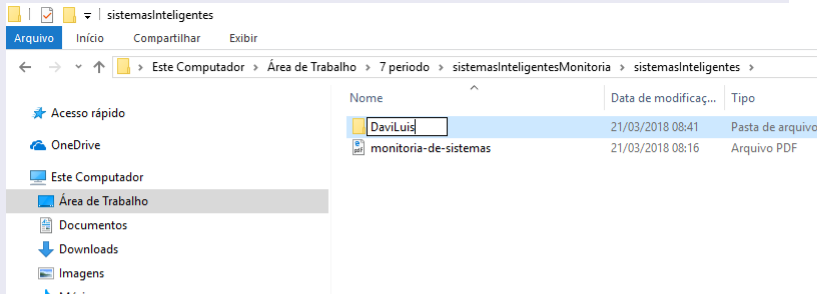 sistemasInteligentes
Arquivo Início Compartilhar Exibir
Este Computador > Área de Trabalho > 7 periodo > sistemasInteligentesMonitoria > sistemasInteligentes >
Nome Data de modificaç... Tipo
Acesso rápido
DaviLuis 21/03/2018 08:41 Pasta de arquivo
OneDrive
monitoria-de-sistemas 21/03/2018 08:16 Arquivo PDF
Este Computador
Área de Trabalho
Documentos
Downloads
Imagens